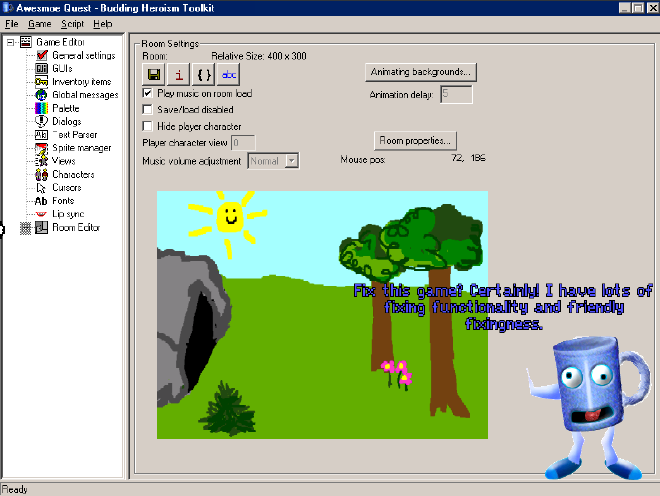 Awesmoe Quest - Budding Heroism Toolkit
File Game Script Help
Game Editor
General settings
GUIs
Inventory items
Global messages
Palette
Dialogs
Text Parser
Sprite manager
Views
Characters
Cursors
Ab Fonts
Lip sync
Room Editor
Room Settings
Room: Relative Size: 400 x 300
i { } abc
Animating backgrounds...
Play music on room load
Animation delay: 5
Save/load disabled
Hide player character
Player character view 0
Room properties...
Music volume adjustment Normal
Mouse pos: 72, 186
Fix this game? Certainly! I have lots of
fixing functionality and friendly
fixingness.
Ready